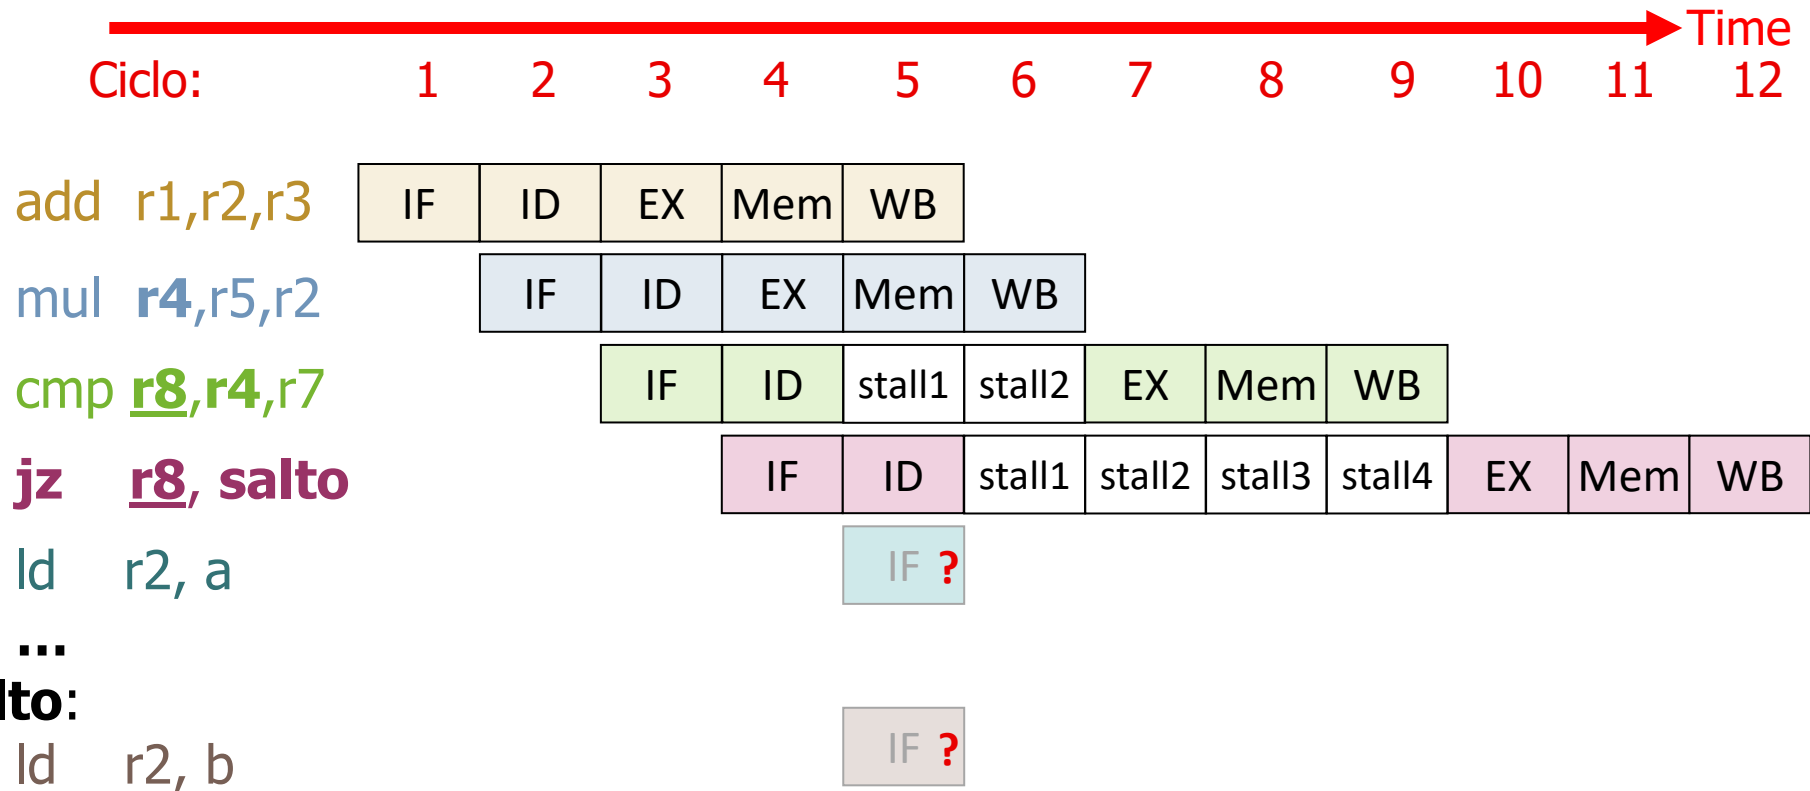 Time
Ciclo: 1 2 3 4 5 6 7 8 9 10 11 12
add r1,r2,r3 IF ID EX Mem WB
mul r4,r5,r2 IF ID EX Mem WB
cmp r8,r4,r7 IF ID stall1 stall2 EX Mem WB
jz r8, salto IF ID stall1 stall2 stall3 stall4 EX Mem WB
ld r2, a IF ?
...
lto:
ld r2, b IF ?